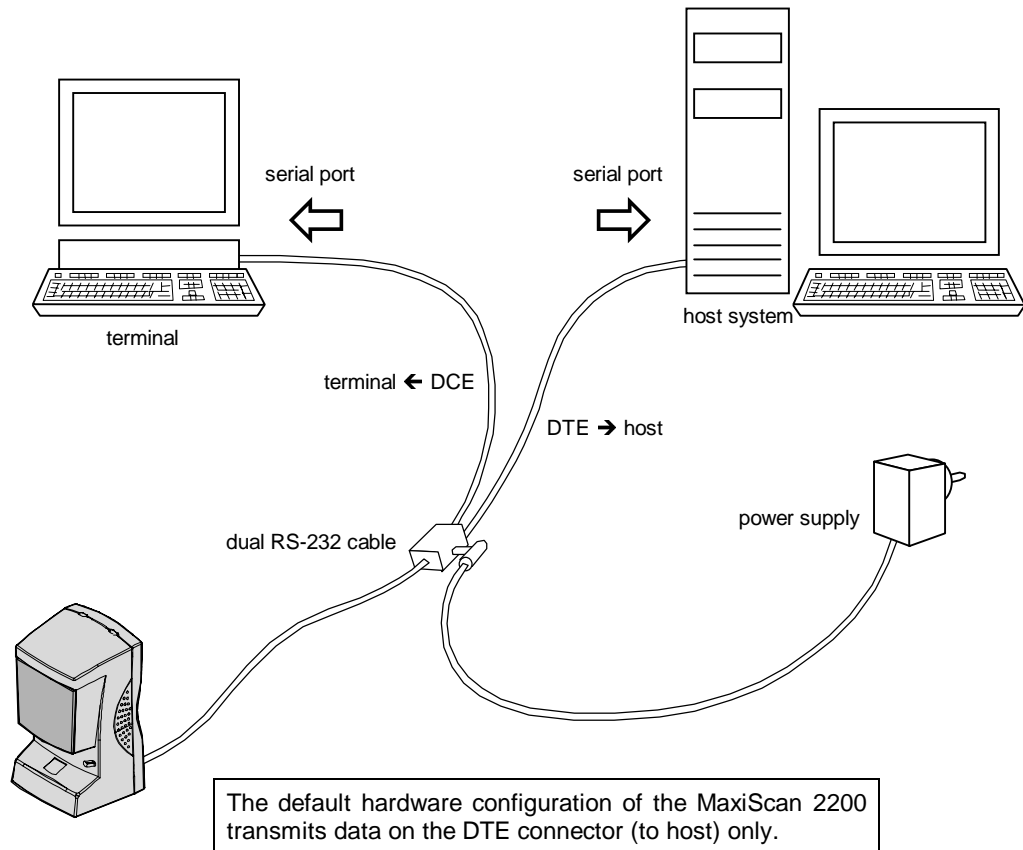 serial port
serial port
host system
terminal
terminal ← DCE
DTE → host
power supply
dual RS-232 cable
The default hardware configuration of the MaxiScan 2200
transmits data on the DTE connector (to host) only.